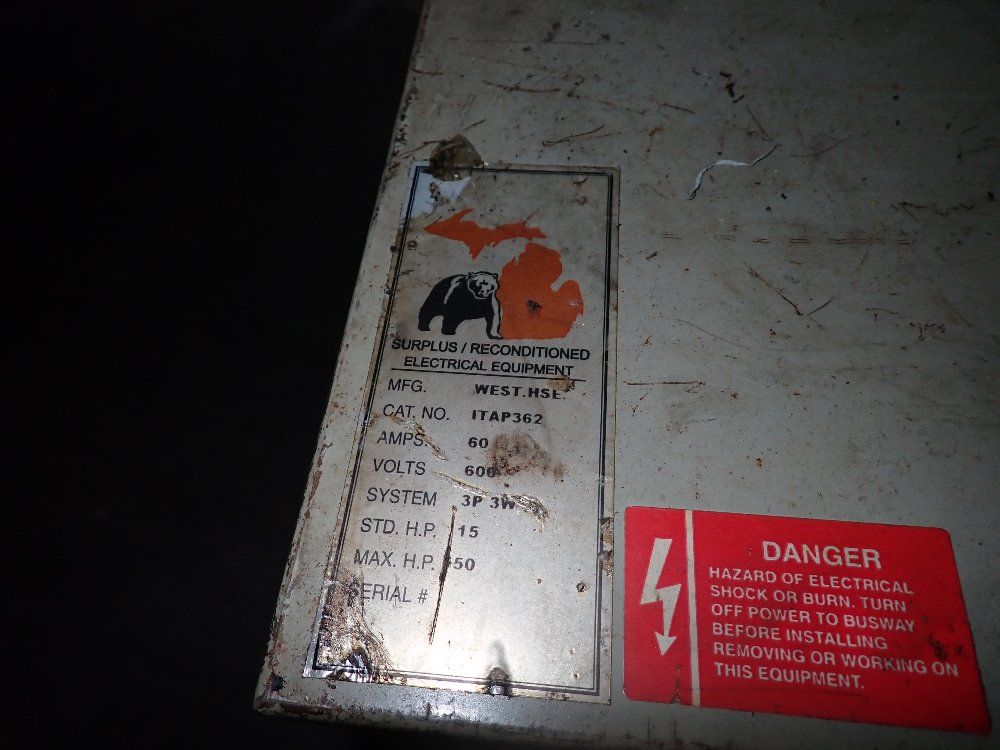 SURPLUS / RECONDITIONED
ELECTRICAL EQUIPMENT
MFG. WEST.HSE.
CAT. NO. ITAP362
AMPS. 60
VOLTS 600
SYSTEM 3P 3W
STD. H.P. 15
MAX. H.P. 50
SERIAL #
DANGER
HAZARD OF ELECTRICAL
SHOCK OR BURN. TURN
OFF POWER TO BUSWAY
BEFORE INSTALLING
REMOVING OR WORKING ON
THIS EQUIPMENT.